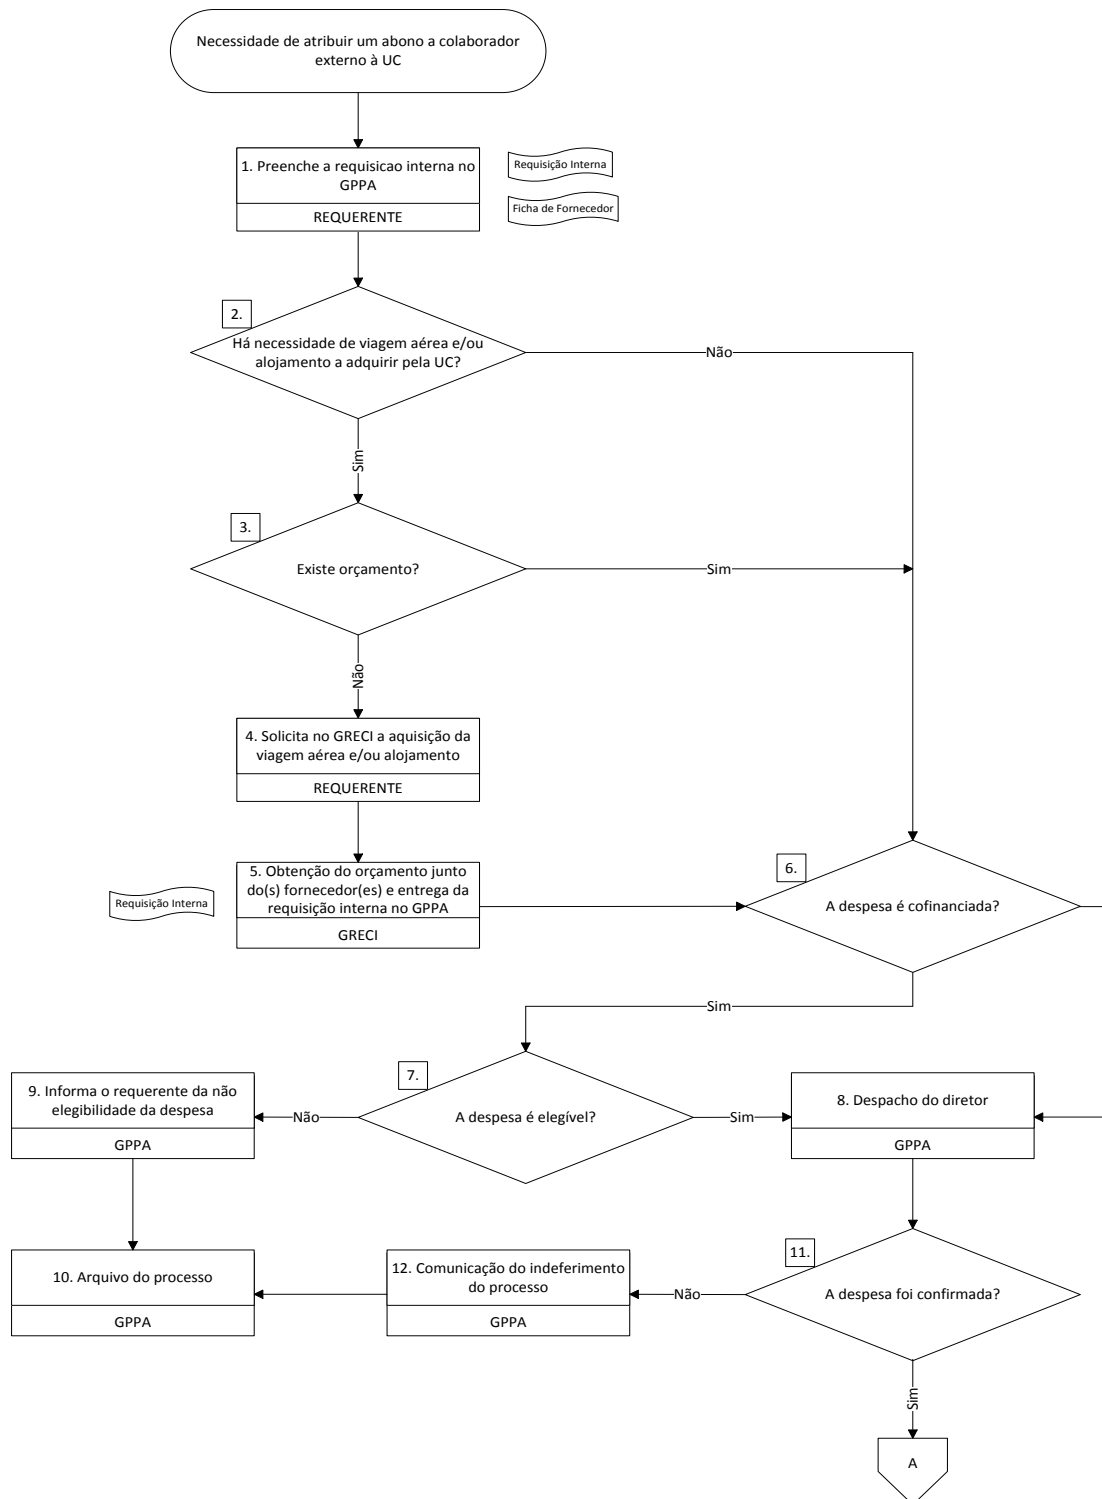 Necessidade de atribuir um abono a colaborador
externo à UC
1. Preenche a requisicao interna no
GPPA
REQUERENTE
Requisição Interna
Ficha de Fornecedor
2.
Há necessidade de viagem aérea e/ou
alojamento a adquirir pela UC?
Não
Sim
3.
Existe orçamento?
Sim
Não
4. Solicita no GRECI a aquisição da
viagem aérea e/ou alojamento
REQUERENTE
5. Obtenção do orçamento junto
do(s) fornecedor(es) e entrega da
requisição interna no GPPA
GRECI
Requisição Interna
6.
A despesa é cofinanciada?
Sim
7.
A despesa é elegível?
Não
Sim
9. Informa o requerente da não
elegibilidade da despesa
GPPA
8. Despacho do diretor
GPPA
10. Arquivo do processo
GPPA
12. Comunicação do indeferimento
do processo
GPPA
Não
11.
A despesa foi confirmada?
Sim
A